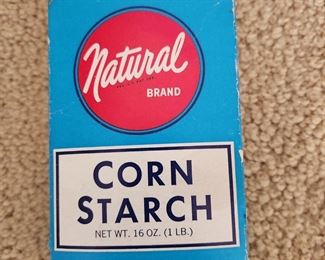 Natural
BRAND
CORN
STARCH
NET WT. 16 OZ. (1 LB.)